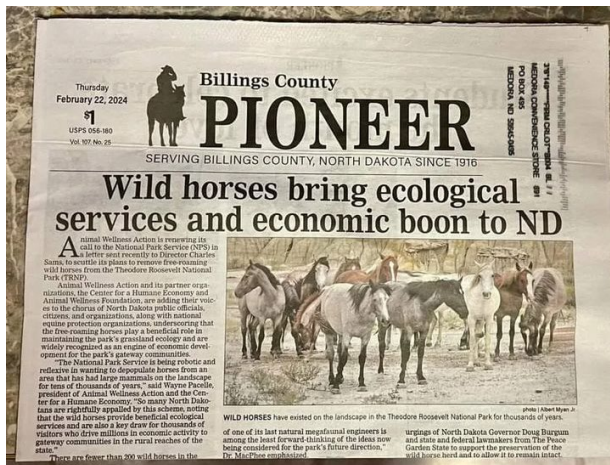 Thursday
February 22, 2024
$1
USPS 056-180
Vol. 107, No. 25
Billings County
PIONEER
SERVING BILLINGS COUNTY, NORTH DAKOTA SINCE 1916
MEDORA CONVENIENCE STORE
PO BOX 495
MEDORA ND 58645-0495
Wild horses bring ecological
services and economic boon to ND
Animal Wellness Action is renewing its
call to the National Park Service (NPS) in
a letter sent recently to Director Charles
Sams, to scuttle its plans to remove free-roaming
wild horses from the Theodore Roosevelt National
Park (TRNP).
Animal Wellness Action and its partner organ-
izations, the Center for a Humane Economy and
Animal Wellness Foundation, are adding their voic-
es to the chorus of North Dakota public officials,
citizens, and organizations, along with national
equine protection organizations, underscoring that
the free-roaming horses play a beneficial role in
maintaining the park's grassland ecology and are
widely recognized as an engine of economic devel-
opment for the park's gateway communities.
"The National Park Service is being robotic and
reflexive in wanting to depopulate horses from an
area that has had large mammals on the landscape
for tens of thousands of years," said Wayne Pacelle,
president of Animal Wellness Action and the Cen-
ter for a Humane Economy. "So many North Dako-
tans are rightfully appalled by this scheme, noting
that the wild horses provide beneficial ecological
services and are also a key draw for thousands of
visitors who drive millions in economic activity to
gateway communities in the rural reaches of the
state."
There are fewer than 200 wild horses in the
photo | Albert Myan Jr.
WILD HORSES have existed on the landscape in the Theodore Roosevelt National Park for thousands of years.
of one of its last natural megafaunal engineers is
among the least forward-thinking of the ideas now
being considered for the park's future direction,"
Dr. MacPhee emphasized
urgings of North Dakota Governor Doug Burgum
and state and federal lawmakers from The Peace
Garden State to support the preservation of the
wild horse herd and to allow it to remain intact.